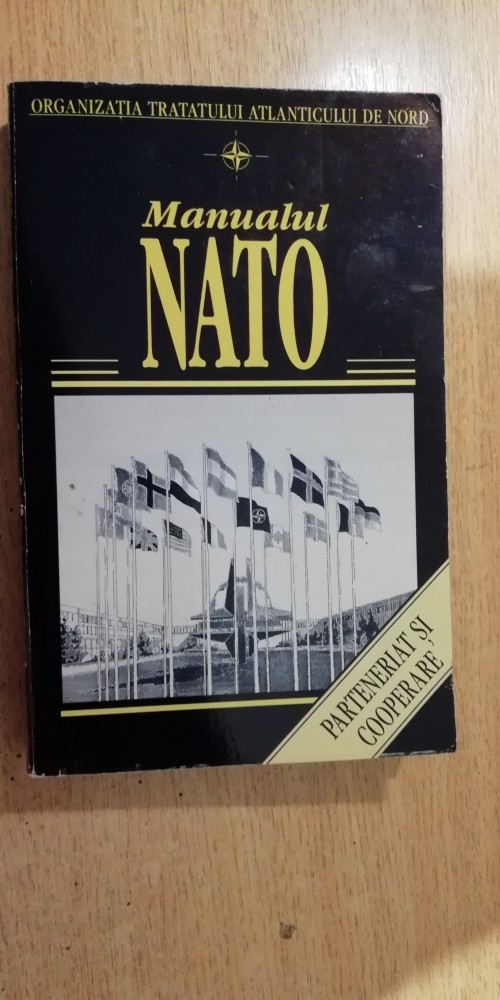 ORGANIZAȚIA TRATATULUI ATLANTICULUI DE NORD
Manualul
NATO
PARTENERIAT ȘI
COOPERARE